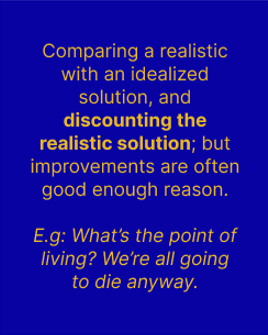 Comparing a realistic
with an idealized
solution, and
discounting the
realistic solution; but
improvements are often
good enough reason.
E.g: What's the point of
living? We're all going
to die anyway.